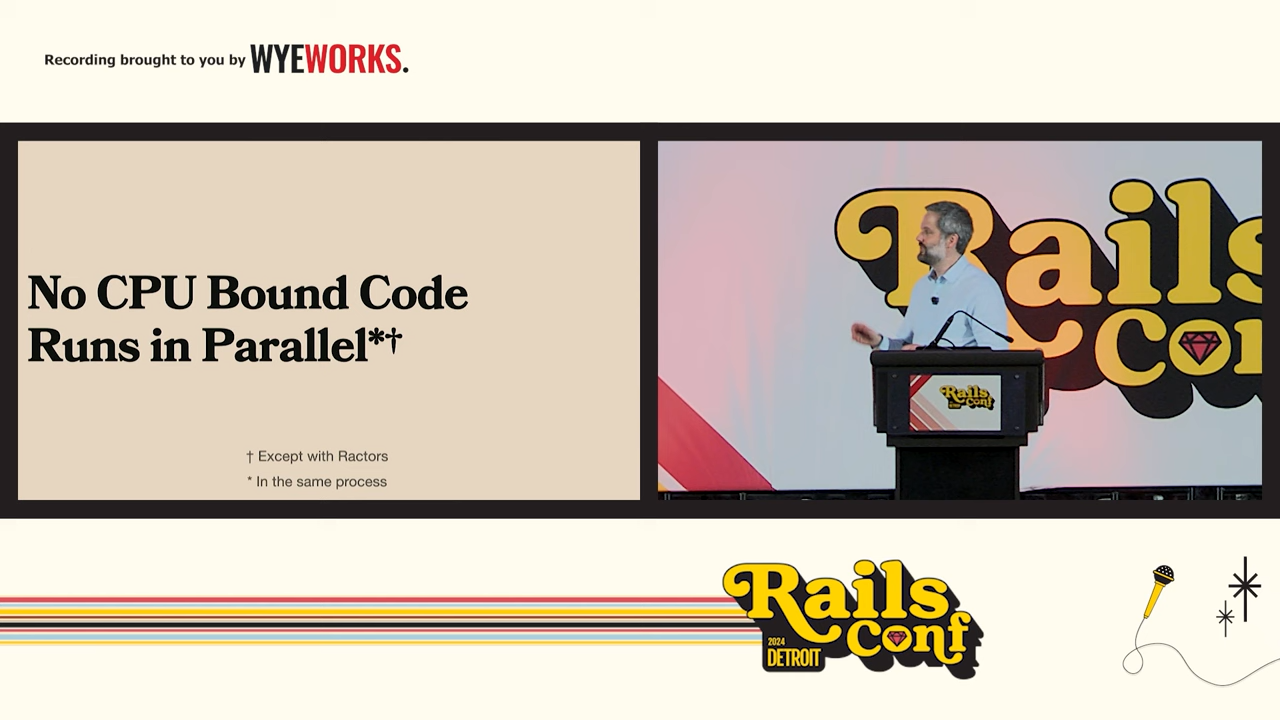 Recording brought to you by WYEWORKS.
No CPU Bound Code
Runs in Parallel*†
† Except with Ractors
* In the same process
Rails
Con
Rails
Conf
Rails
Conf
2024
DETROIT